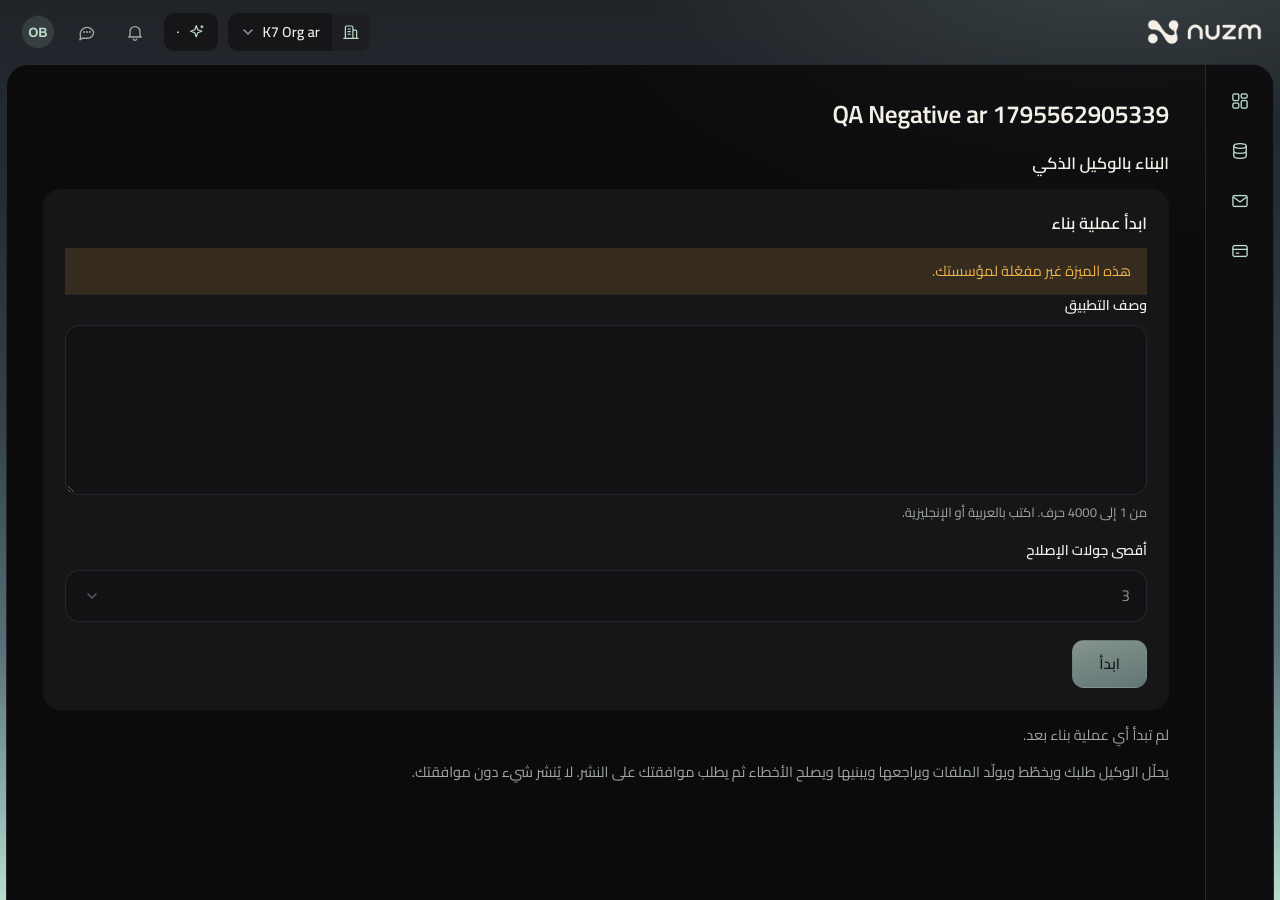 nuzm
K7 Org ar
·
OB
QA Negative ar 1795562905339
البناء بالوكيل الذكي
ابدأ عملية بناء
هذه الميزة غير مفعّلة لمؤسستك.
وصف التطبيق
من 1 إلى 4000 حرف. اكتب بالعربية أو الإنجليزية.
أقصى جولات الإصلاح
3
ابدأ
لم تبدأ أي عملية بناء بعد.
يحلّل الوكيل طلبك ويخطّط ويولّد الملفات ويراجعها ويبنيها ويصلح الأخطاء ثم يطلب موافقتك على النشر. لا يُنشر شيء دون موافقتك.